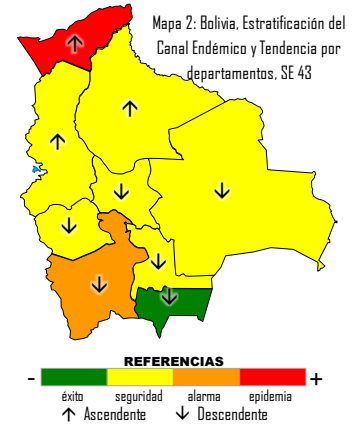 Mapa 2: Bolivia, Estratificación del
Canal Endémico y Tendencia por
departamentos, SE 43
REFERENCIAS
- +
éxito seguridad alarma epidemia
↑ Ascendente ↓ Descendente